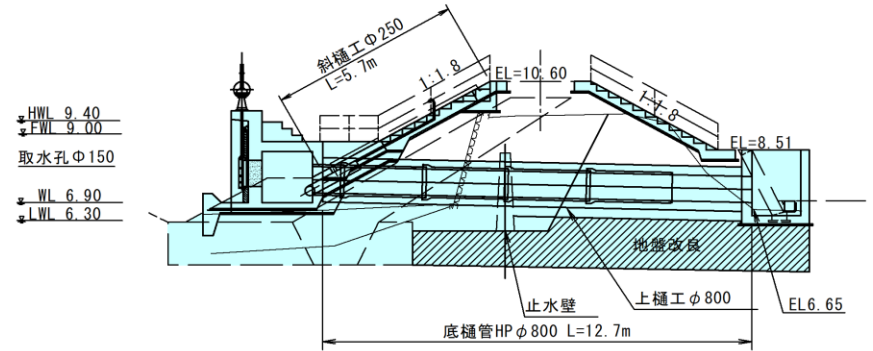 斜樋工Φ250
L=5.7m
1:1.8
EL=10.60
1:1.8
HWL 9.40
FWL 9.00
EL=8.51
取水孔Φ150
WL 6.90
LWL 6.30
地盤改良
止水壁
上樋工φ800
EL6.65
底樋管HPφ800 L=12.7m